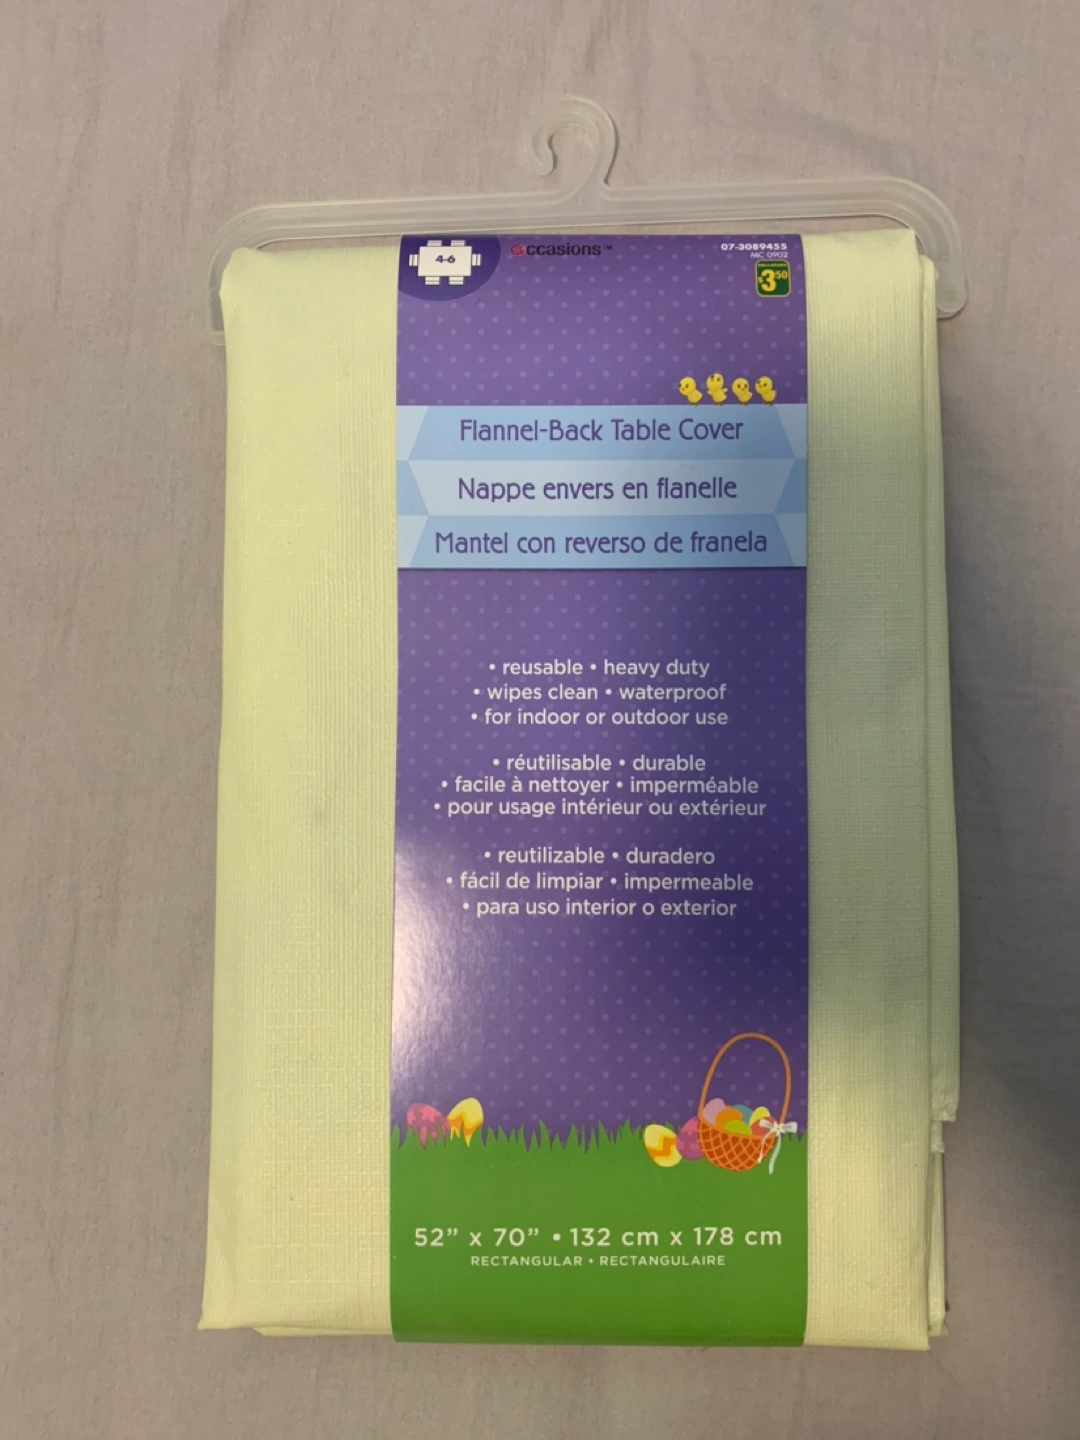 4-6
Occasions™
07-3089455
MC 0902
DOLLARAMA
$3.50
Flannel-Back Table Cover
Nappe envers en flanelle
Mantel con reverso de franela
• reusable • heavy duty
• wipes clean • waterproof
• for indoor or outdoor use
• réutilisable • durable
• facile à nettoyer • imperméable
• pour usage intérieur ou extérieur
• reutilizable • duradero
• fácil de limpiar • impermeable
• para uso interior o exterior
52” x 70” • 132 cm x 178 cm
RECTANGULAR • RECTANGULAIRE